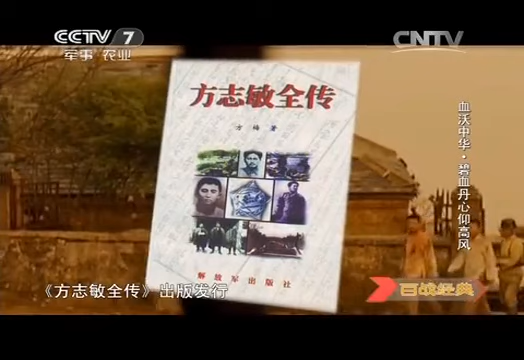 CCTV 7
军事 农业
CNTV
方志敏全传
方 梅 著
解放军出版社
血沃中华·碧血丹心仰高风
《方志敏全传》出版发行
百战经典